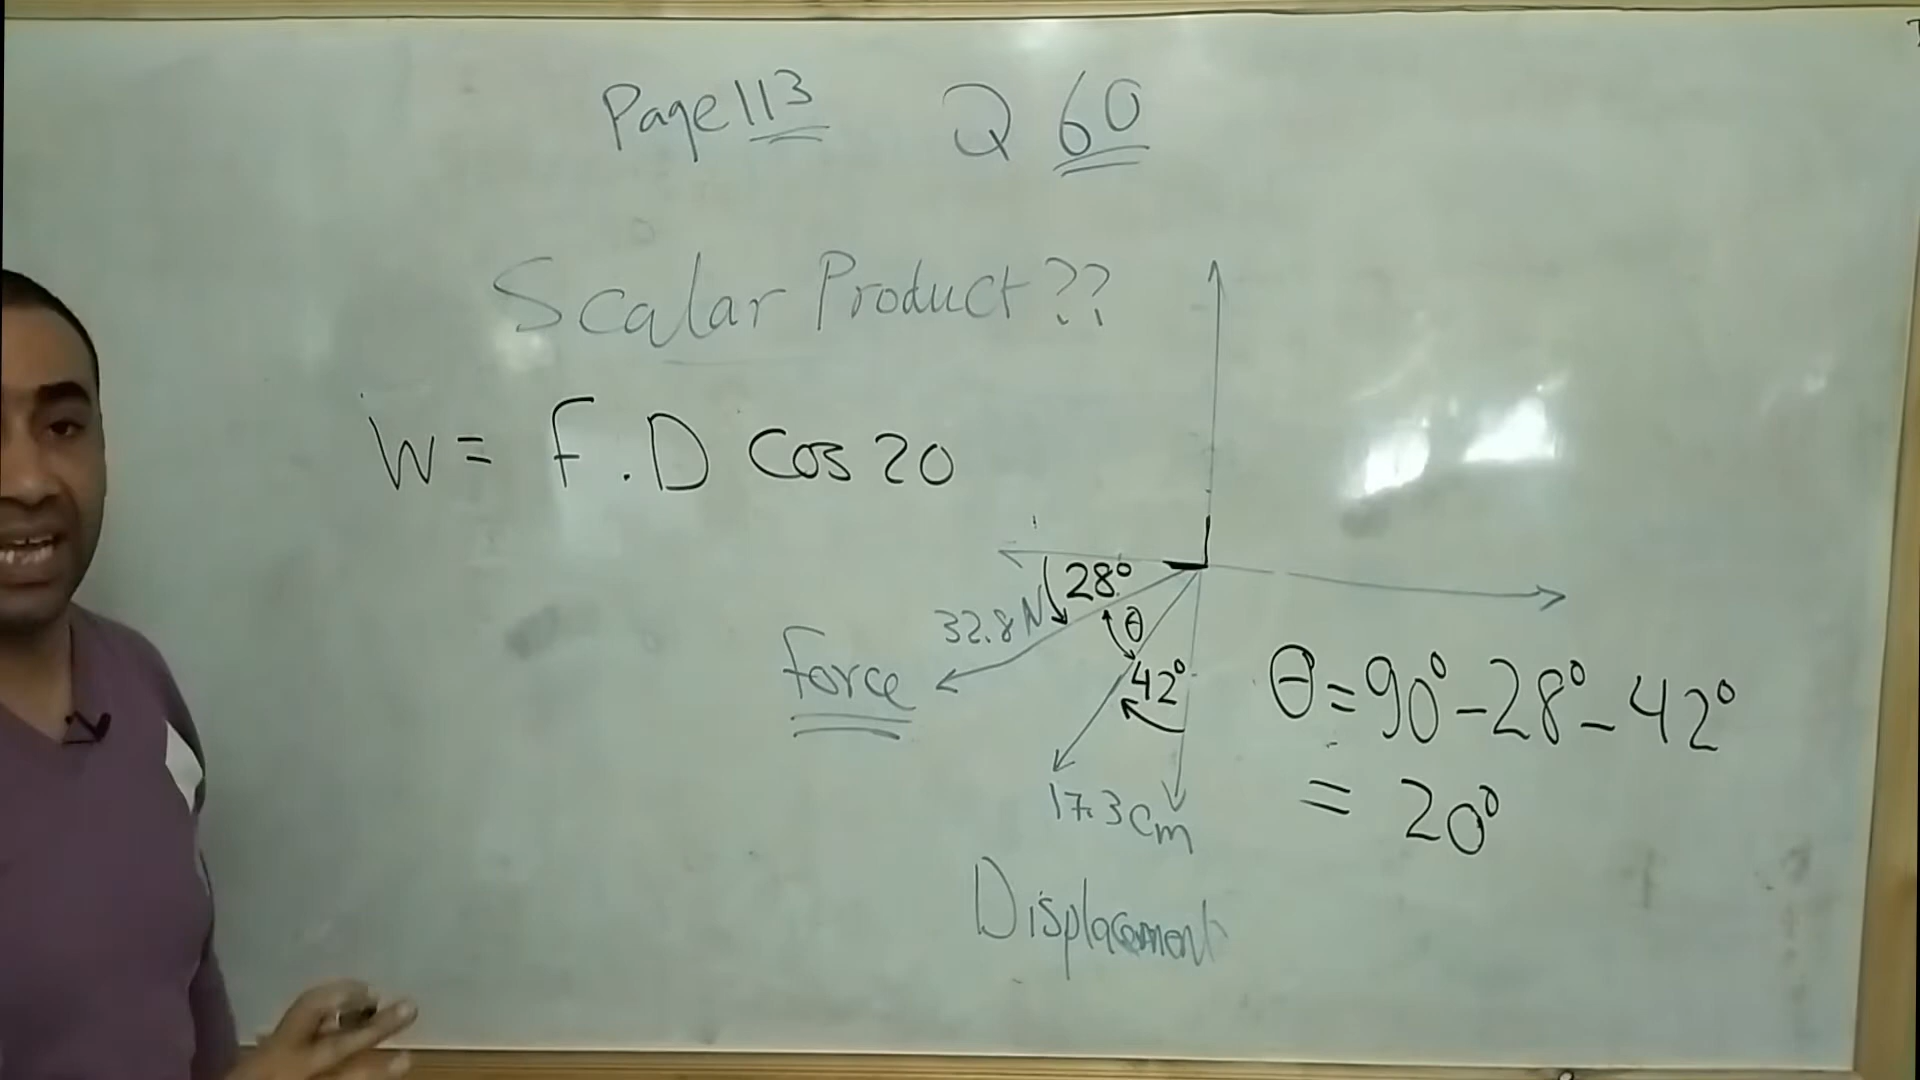 Page 113 Q 60
Scalar Product??
W = F . D Cos 20
28°
32.8 N
θ
Force
42°
θ = 90° - 28° - 42°
= 20°
17.3 cm
Displacement